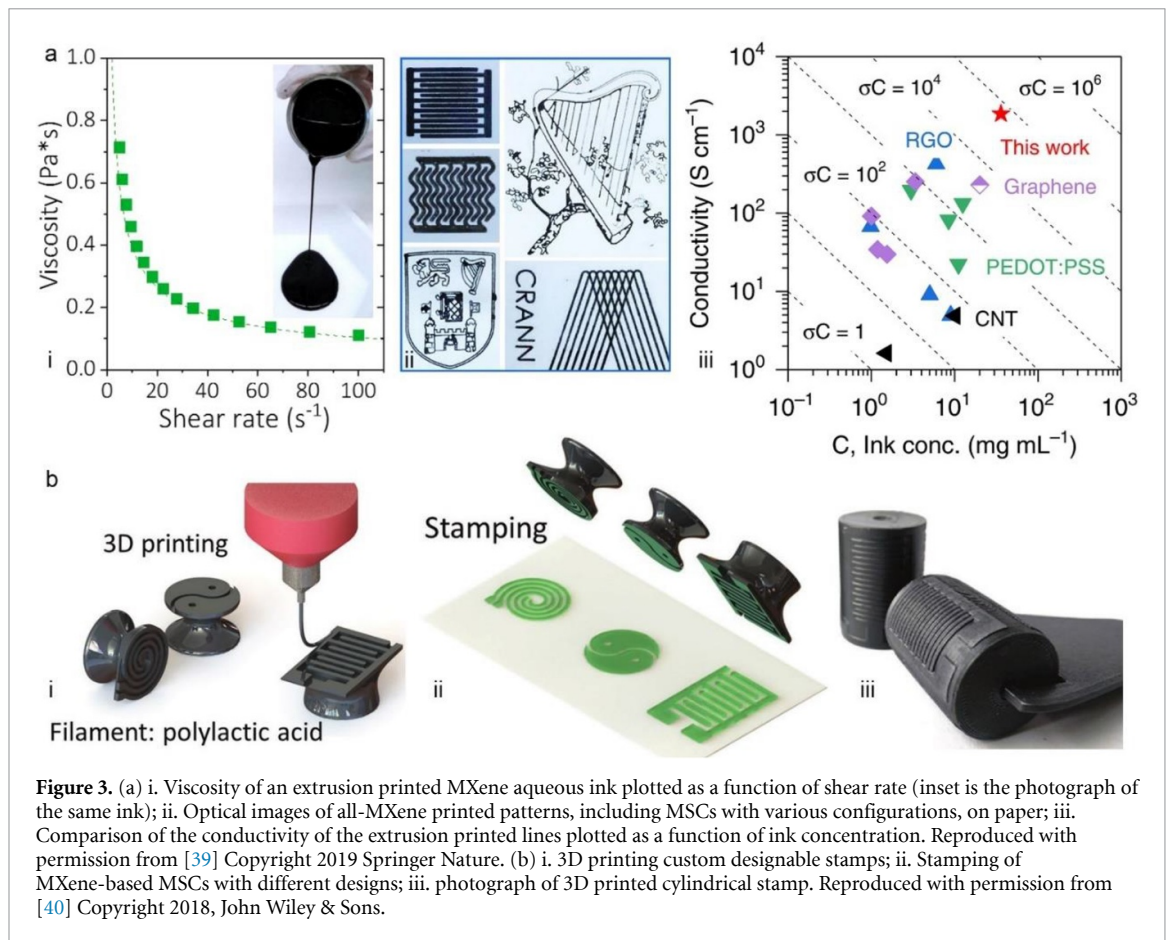 a
1.0
0.8
0.6
0.4
0.2
0.0
Viscosity (Pa*s)
i
0 20 40 60 80 100
Shear rate (s⁻¹)
ii
CRANN
10⁴
10³
10²
10¹
10⁰
Conductivity (S cm⁻¹)
σC = 10⁴
σC = 10⁶
RGO
This work
σC = 10²
Graphene
PEDOT:PSS
CNT
σC = 1
iii
10⁻¹ 10⁰ 10¹ 10² 10³
C, Ink conc. (mg mL⁻¹)
b
3D printing
i
Filament: polylactic acid
Stamping
ii
iii
Figure 3. (a) i. Viscosity of an extrusion printed MXene aqueous ink plotted as a function of shear rate (inset is the photograph of
the same ink); ii. Optical images of all-MXene printed patterns, including MSCs with various configurations, on paper; iii.
Comparison of the conductivity of the extrusion printed lines plotted as a function of ink concentration. Reproduced with
permission from [39] Copyright 2019 Springer Nature. (b) i. 3D printing custom designable stamps; ii. Stamping of
MXene-based MSCs with different designs; iii. photograph of 3D printed cylindrical stamp. Reproduced with permission from
[40] Copyright 2018, John Wiley & Sons.